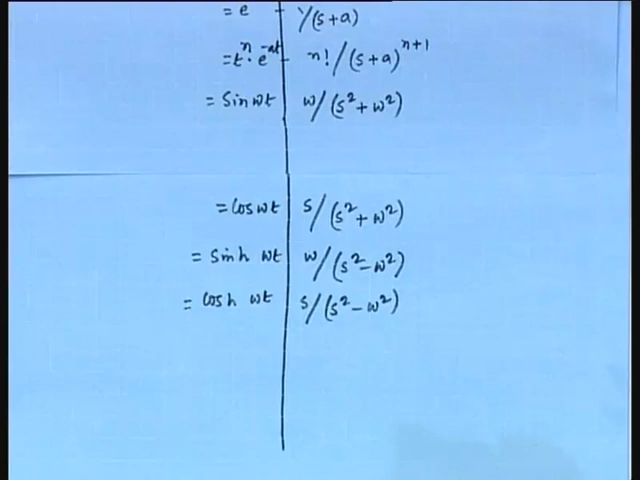 = e 1/(s+a)
= tⁿ · e⁻ᵃᵗ n!/(s+a)ⁿ⁺¹
= Sin wt w/(s²+w²)
= Cos wt s/(s²+w²)
= sinh wt w/(s²-w²)
= Cosh wt s/(s²-w²)